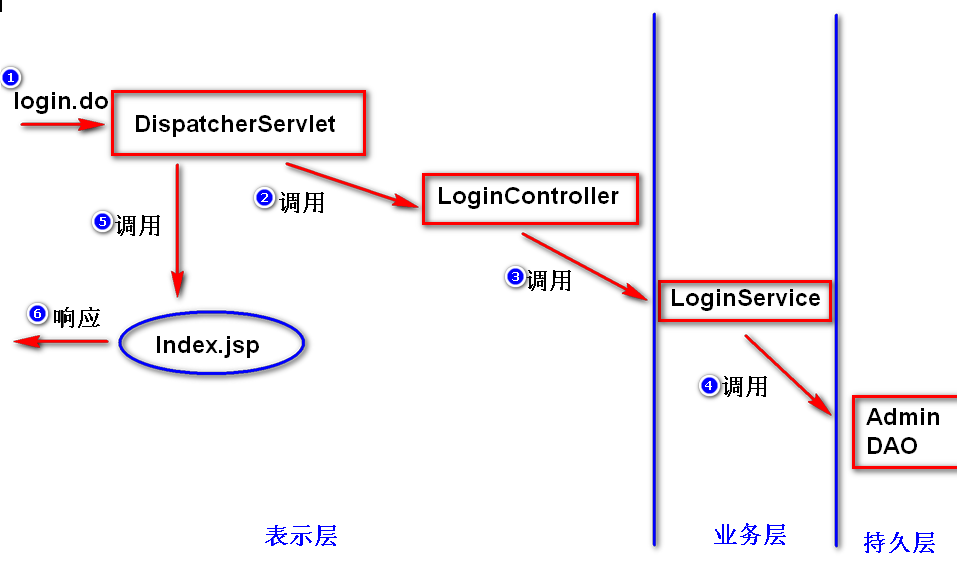 1
login.do
DispatcherServlet
2 调用
LoginController
5 调用
3 调用
LoginService
6 响应
Index.jsp
4 调用
Admin
DAO
表示层
业务层
持久层